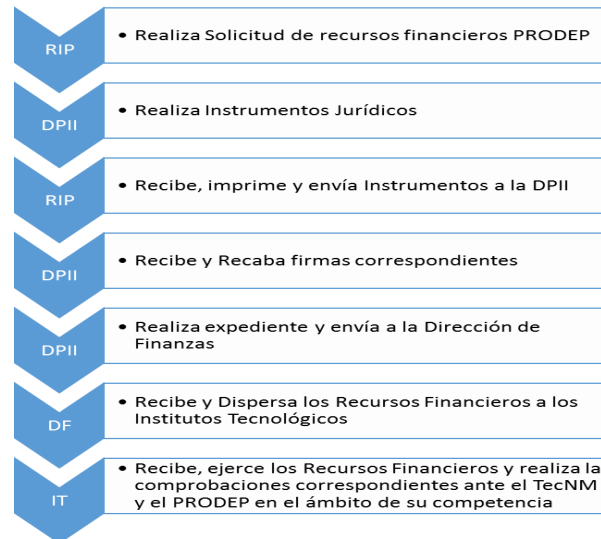 RIP
• Realiza Solicitud de recursos financieros PRODEP
DPII
• Realiza Instrumentos Jurídicos
RIP
• Recibe, imprime y envía Instrumentos a la DPII
DPII
• Recibe y Recaba firmas correspondientes
DPII
• Realiza expediente y envía a la Dirección de
Finanzas
DF
• Recibe y Dispersa los Recursos Financieros a los
Institutos Tecnológicos
IT
• Recibe, ejerce los Recursos Financieros y realiza la
comprobaciones correspondientes ante el TecNM
y el PRODEP en el ámbito de su competencia